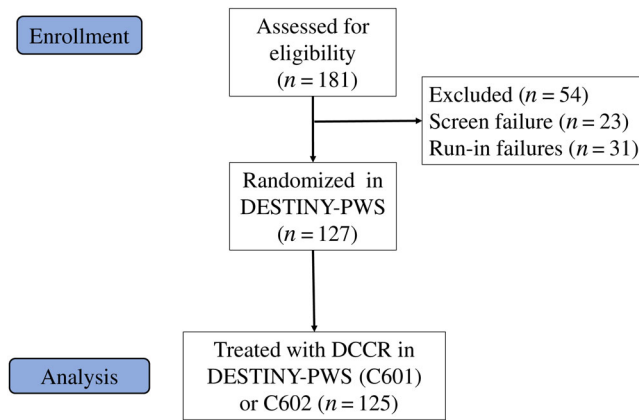 Enrollment
Assessed for
eligibility
(n = 181)
Excluded (n = 54)
Screen failure (n = 23)
Run-in failures (n = 31)
Randomized in
DESTINY-PWS
(n = 127)
Analysis
Treated with DCCR in
DESTINY-PWS (C601)
or C602 (n = 125)